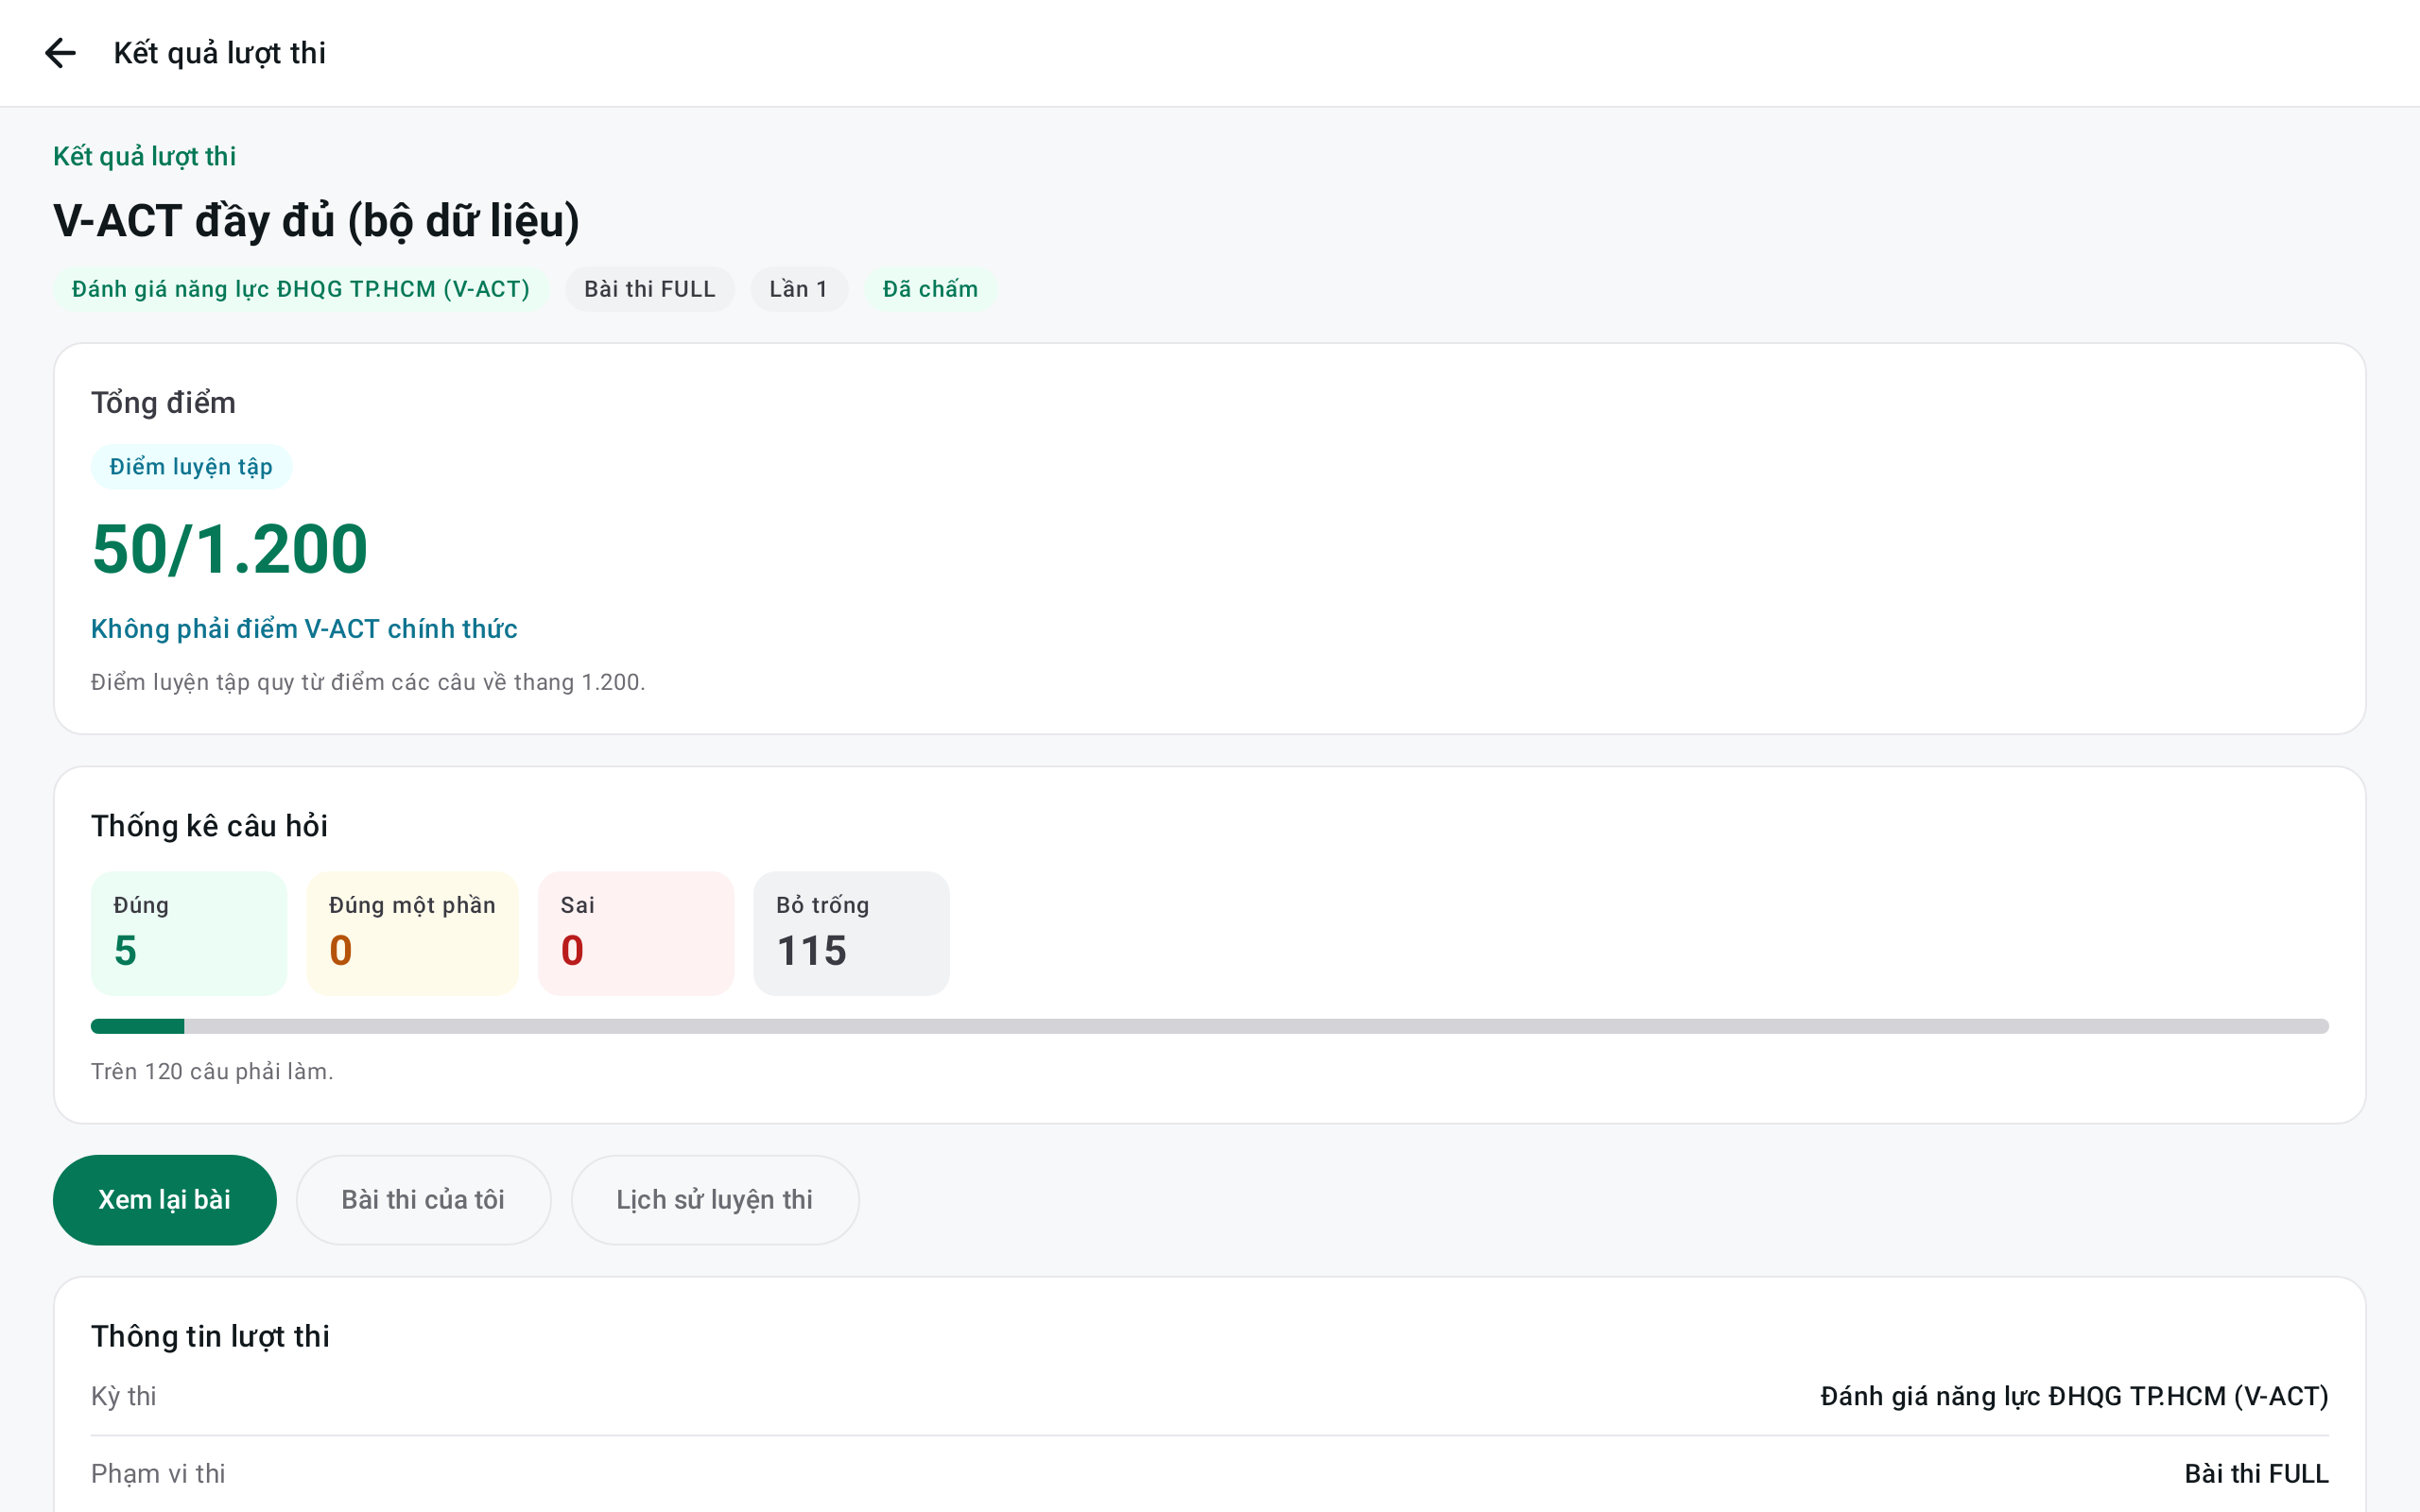 Kết quả lượt thi
Kết quả lượt thi
V-ACT đầy đủ (bộ dữ liệu)
Đánh giá năng lực ĐHQG TP.HCM (V-ACT) Bài thi FULL Lần 1 Đã chấm
Tổng điểm
Điểm luyện tập
50/1.200
Không phải điểm V-ACT chính thức
Điểm luyện tập quy từ điểm các câu về thang 1.200.
Thống kê câu hỏi
Đúng Đúng một phần Sai Bỏ trống
5 0 0 115
Trên 120 câu phải làm.
Xem lại bài Bài thi của tôi Lịch sử luyện thi
Thông tin lượt thi
Kỳ thi Đánh giá năng lực ĐHQG TP.HCM (V-ACT)
Phạm vi thi Bài thi FULL